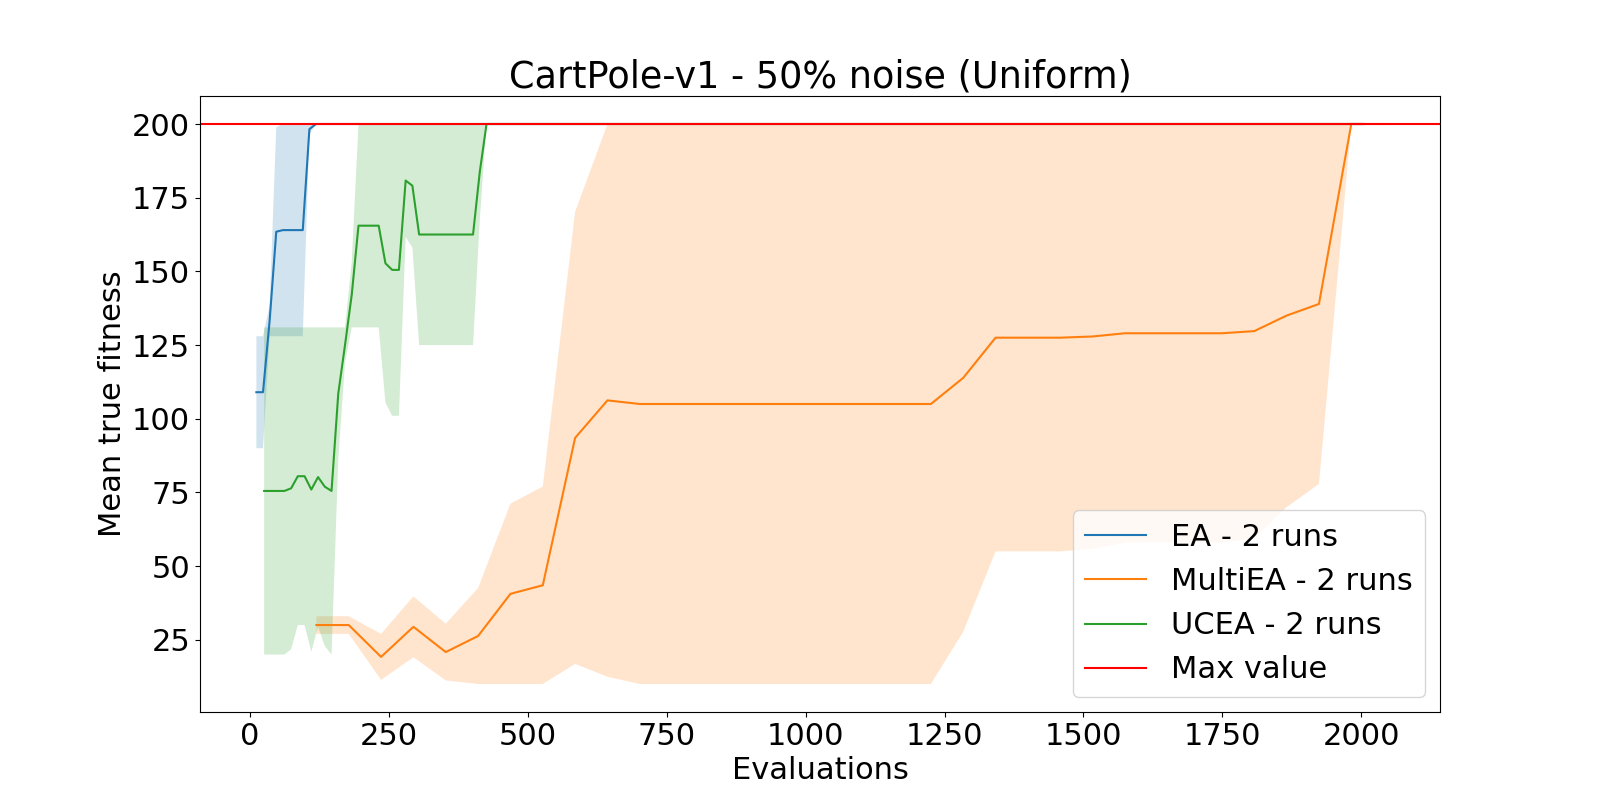 CartPole-v1 - 50% noise (Uniform)
200
175
150
125
100
75
50
25
Mean true fitness
EA - 2 runs
MultiEA - 2 runs
UCEA - 2 runs
Max value
0 250 500 750 1000 1250 1500 1750 2000
Evaluations